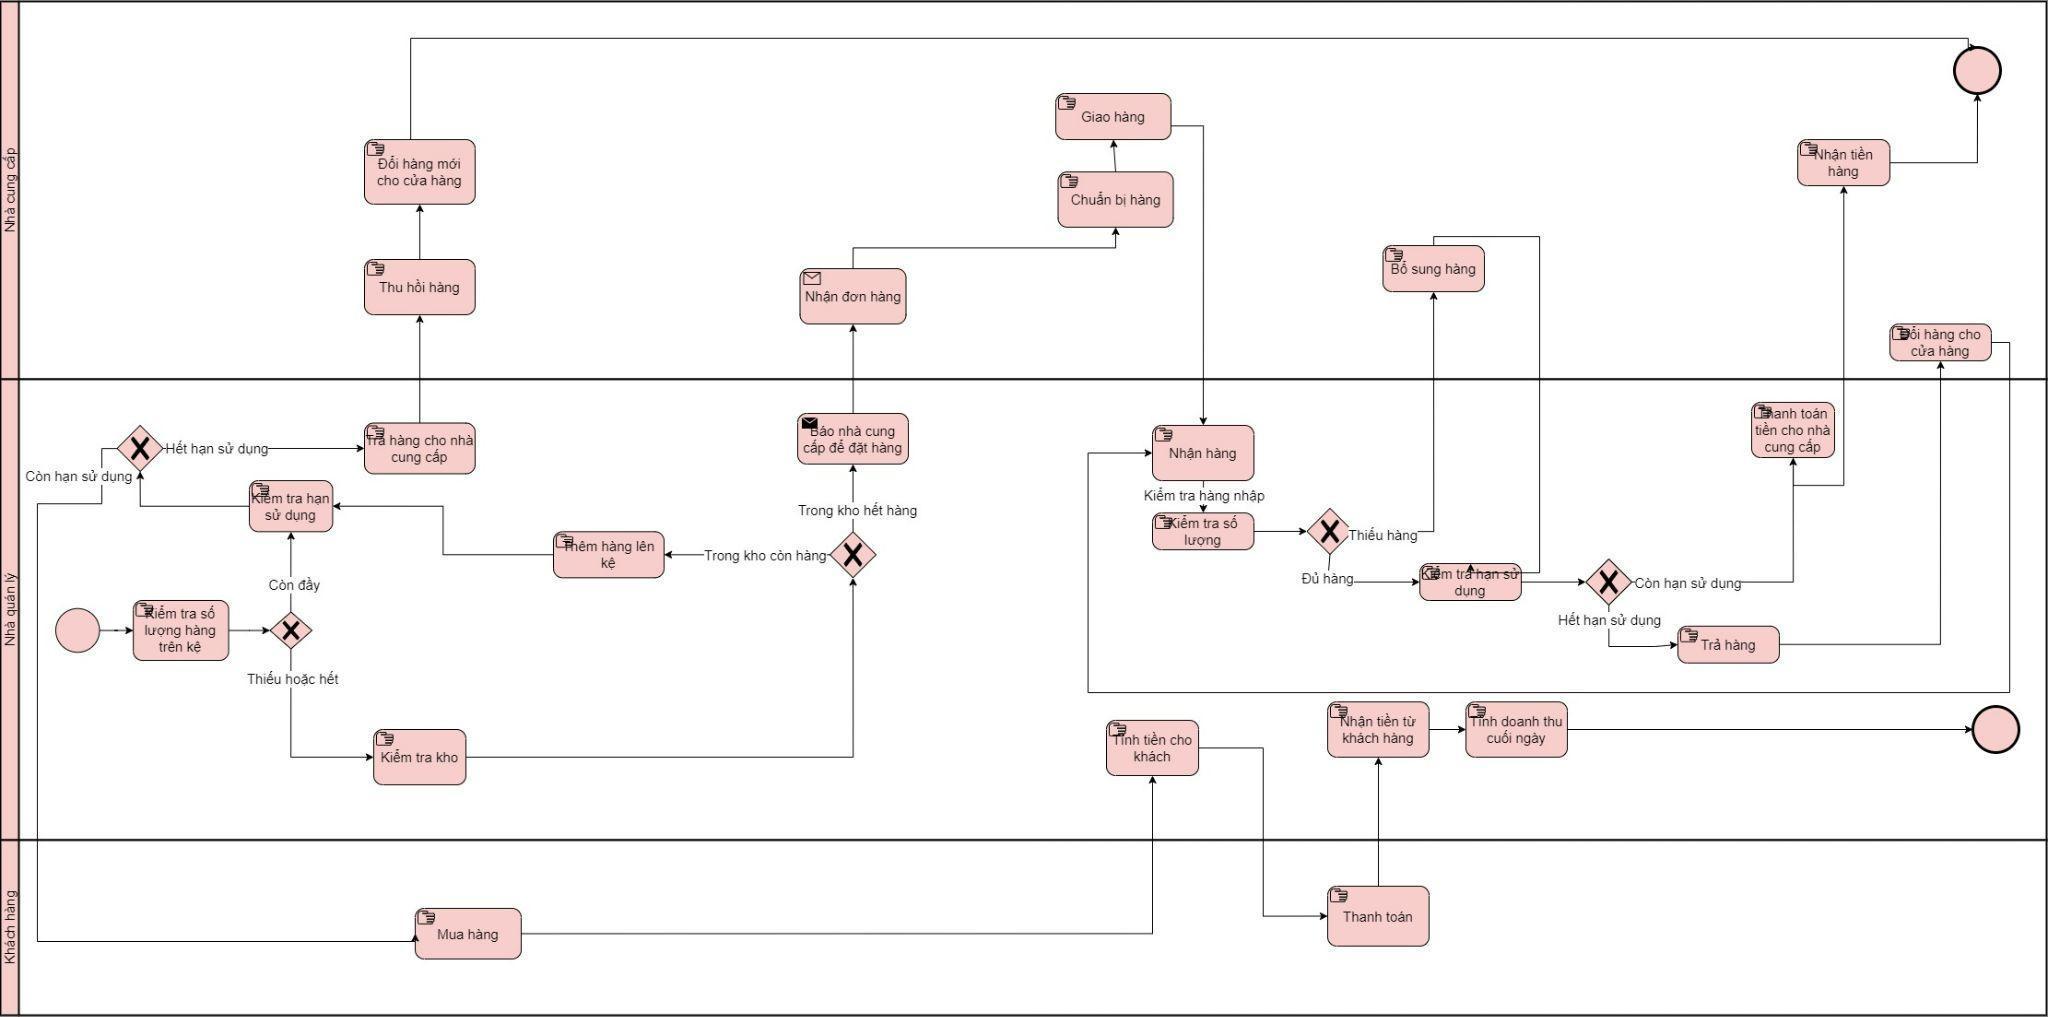 Nhà cung cấp
Giao hàng
Đổi hàng mới
cho cửa hàng
Nhận tiền
hàng
Chuẩn bị hàng
Thu hồi hàng
Nhận đơn hàng
Bổ sung hàng
Đổi hàng cho
cửa hàng
Nhà quản lý
Hết hạn sử dụng
Còn hạn sử dụng
Trả hàng cho nhà
cung cấp
Kiểm tra hạn
sử dụng
Còn đầy
Kiểm tra số
lượng hàng
trên kệ
Thiếu hoặc hết
Kiểm tra kho
Thêm hàng lên
kệ
Trong kho còn hàng
Trong kho hết hàng
Báo nhà cung
cấp để đặt hàng
Nhận hàng
Kiểm tra hàng nhập
Kiểm tra số
lượng
Thiếu hàng
Đủ hàng
Kiểm tra hạn sử
dụng
Còn hạn sử dụng
Hết hạn sử dụng
Thanh toán
tiền cho nhà
cung cấp
Trả hàng
Tính tiền cho
khách
Nhận tiền từ
khách hàng
Tính doanh thu
cuối ngày
Khách hàng
Mua hàng
Thanh toán